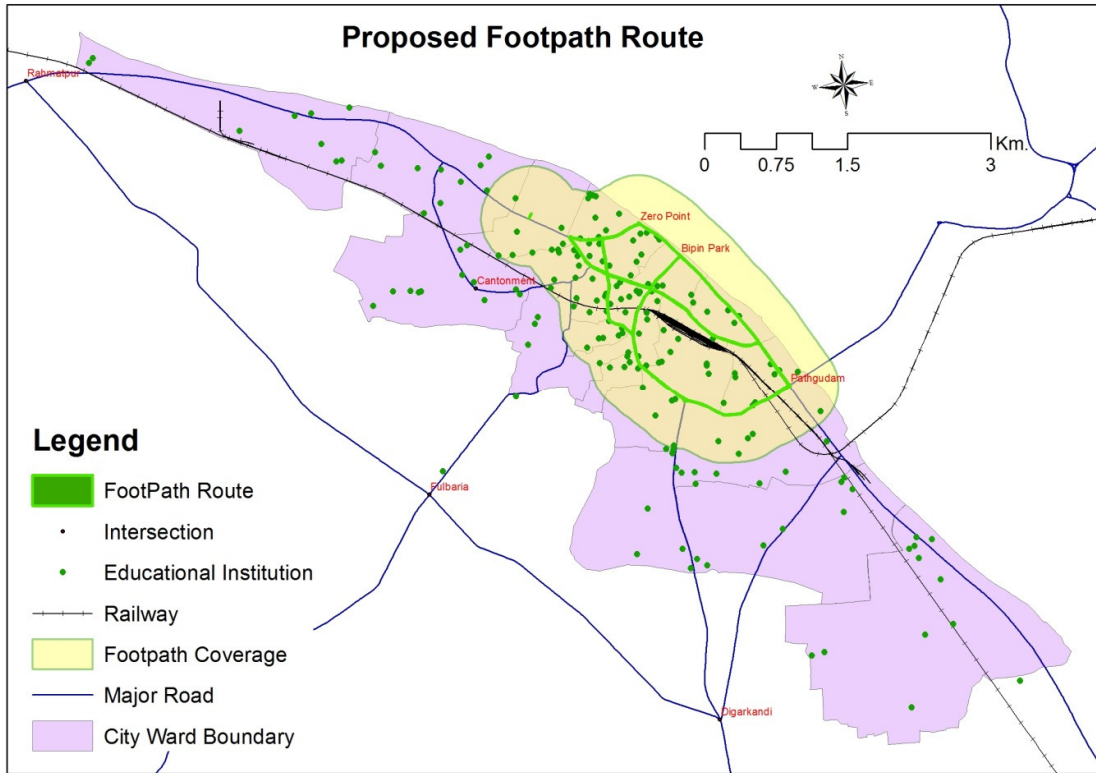 Proposed Footpath Route
Rahmatpur
N
W E
S
Km.
0 0.75 1.5 3
Zero Point
Bipin Park
Cantonment
Pathgudam
Legend
FootPath Route
Fulbaria
Intersection
Educational Institution
Railway
Footpath Coverage
Major Road
Digarkandi
City Ward Boundary